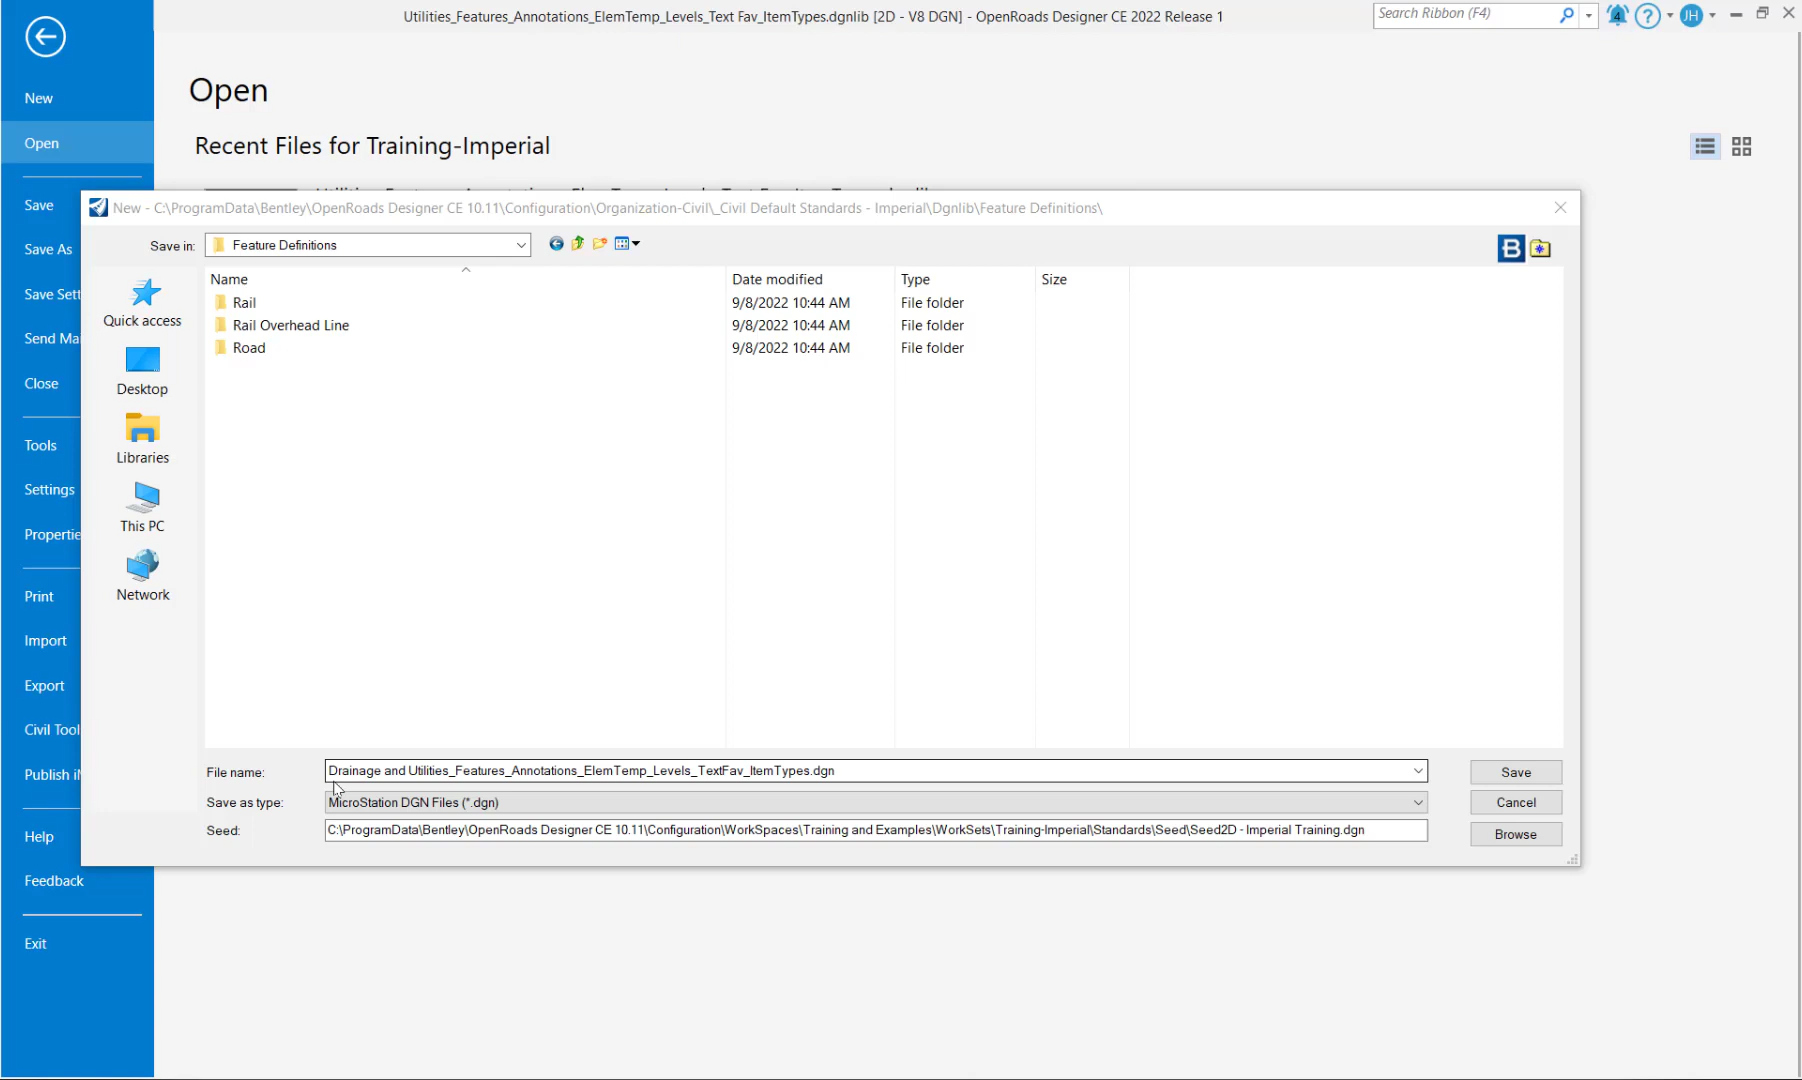 Utilities_Features_Annotations_ElemTemp_Levels_Text Fav_ItemTypes.dgnlib [2D - V8 DGN] - OpenRoads Designer CE 2022 Release 1
Search Ribbon (F4)
4
?
JH
New
Open
Save
Save As
Save Sett
Send Mai
Close
Tools
Settings
Propertie
Print
Import
Export
Civil Tool
Publish iM
Help
Feedback
Exit
Open
Recent Files for Training-Imperial
New - C:\ProgramData\Bentley\OpenRoads Designer CE 10.11\Configuration\Organization-Civil\_Civil Default Standards - Imperial\Dgnlib\Feature Definitions\
Save in:
Feature Definitions
B
Quick access
Desktop
Libraries
This PC
Network
Name Date modified Type Size
Rail 9/8/2022 10:44 AM File folder
Rail Overhead Line 9/8/2022 10:44 AM File folder
Road 9/8/2022 10:44 AM File folder
File name: Drainage and Utilities_Features_Annotations_ElemTemp_Levels_TextFav_ItemTypes.dgn
Save
Save as type: MicroStation DGN Files (*.dgn)
Cancel
Seed: C:\ProgramData\Bentley\OpenRoads Designer CE 10.11\Configuration\WorkSpaces\Training and Examples\WorkSets\Training-Imperial\Standards\Seed\Seed2D - Imperial Training.dgn
Browse